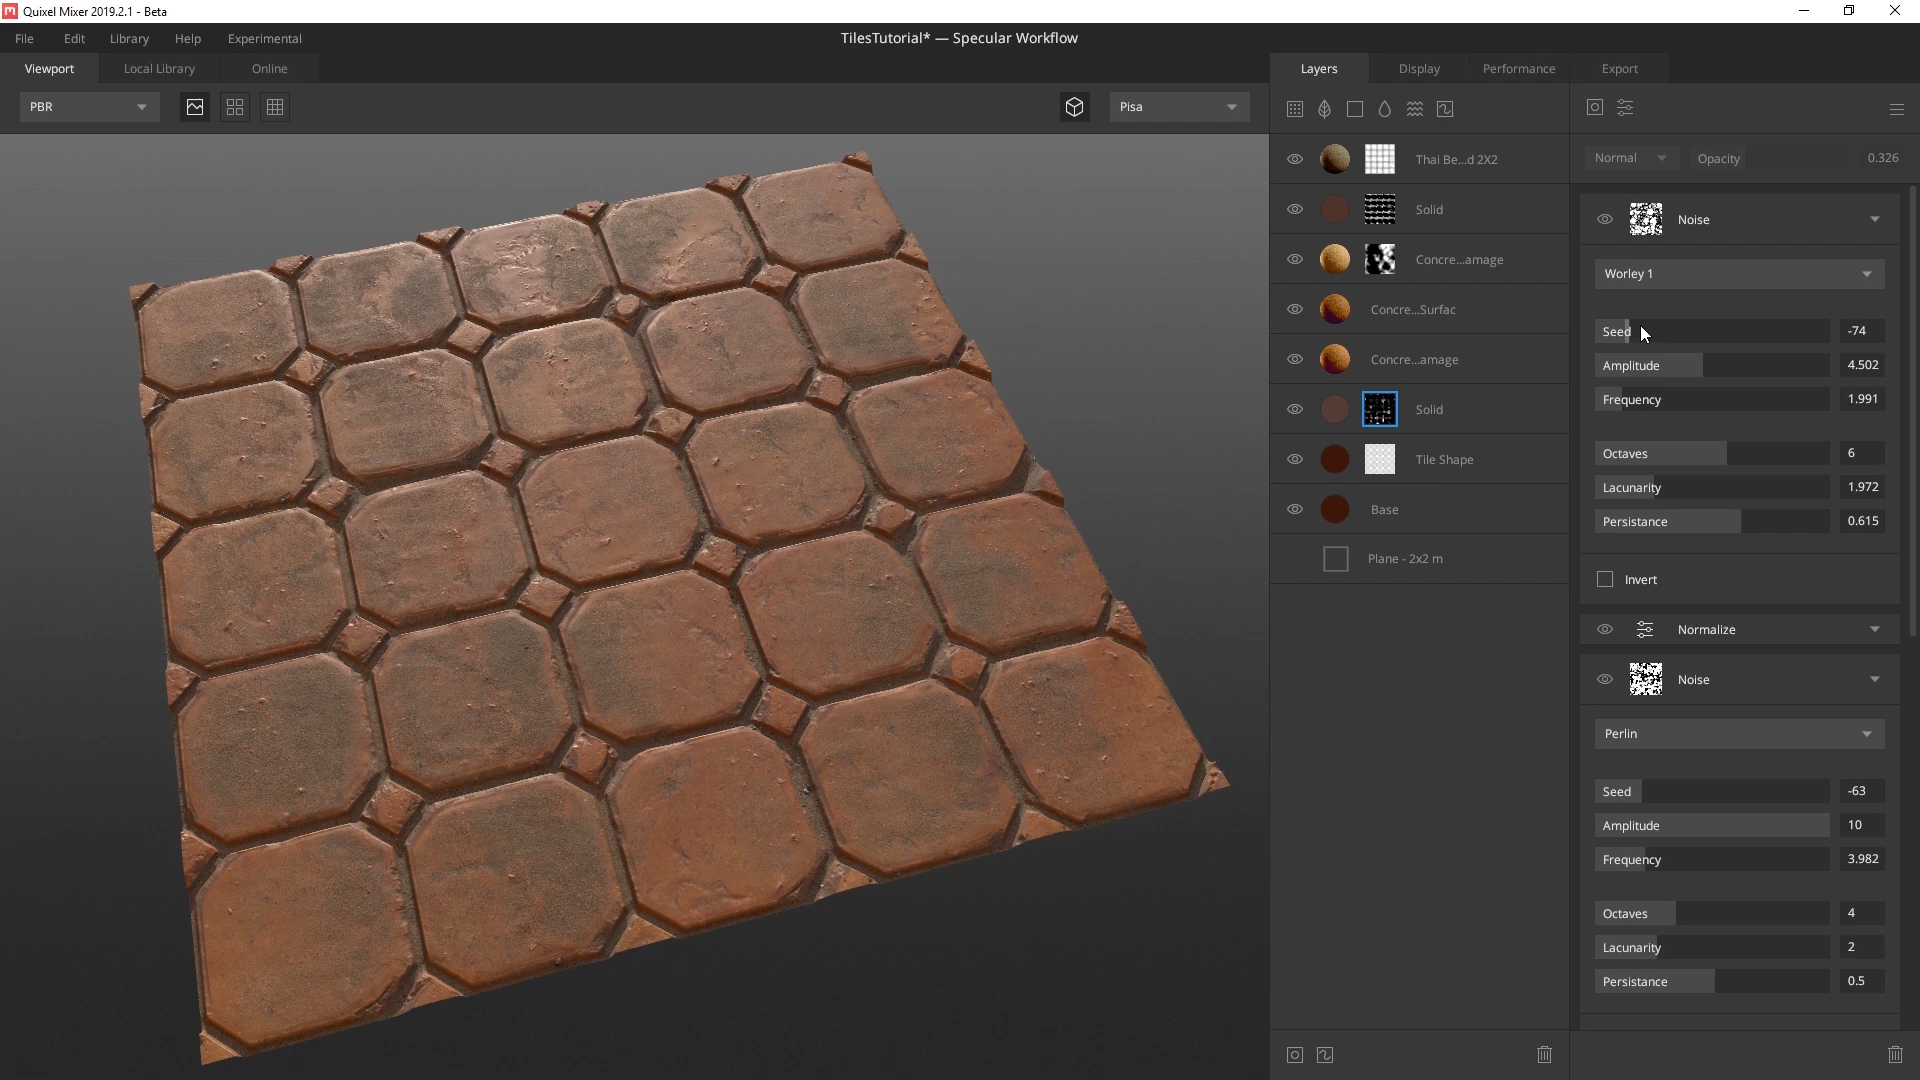 Quixel Mixer 2019.2.1 - Beta
File Edit Library Help Experimental
TilesTutorial* — Specular Workflow
Viewport Local Library Online
Layers Display Performance Export
PBR
Pisa
Normal Opacity 0.326
Thai Be...d 2X2
Solid
Concre...amage
Concre...Surfac
Concre...amage
Solid
Tile Shape
Base
Plane - 2x2 m
Noise
Worley 1
Seed -74
Amplitude 4.502
Frequency 1.991
Octaves 6
Lacunarity 1.972
Persistance 0.615
Invert
Normalize
Noise
Perlin
Seed -63
Amplitude 10
Frequency 3.982
Octaves 4
Lacunarity 2
Persistance 0.5